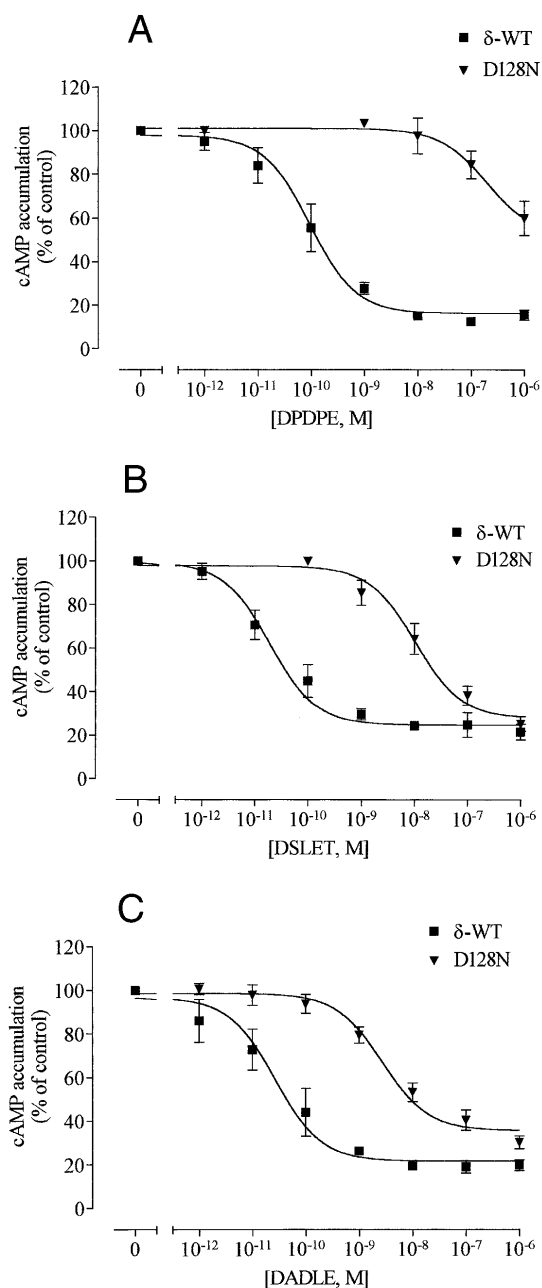 A
δ-WT
D128N
120
100
80
60
40
20
0
cAMP accumulation
(% of control)
0 10⁻¹² 10⁻¹¹ 10⁻¹⁰ 10⁻⁹ 10⁻⁸ 10⁻⁷ 10⁻⁶
[DPDPE, M]
B
δ-WT
D128N
120
100
80
60
40
20
0
cAMP accumulation
(% of control)
0 10⁻¹² 10⁻¹¹ 10⁻¹⁰ 10⁻⁹ 10⁻⁸ 10⁻⁷ 10⁻⁶
[DSLET, M]
C
δ-WT
D128N
120
100
80
60
40
20
0
cAMP accumulation
(% of control)
0 10⁻¹² 10⁻¹¹ 10⁻¹⁰ 10⁻⁹ 10⁻⁸ 10⁻⁷ 10⁻⁶
[DADLE, M]